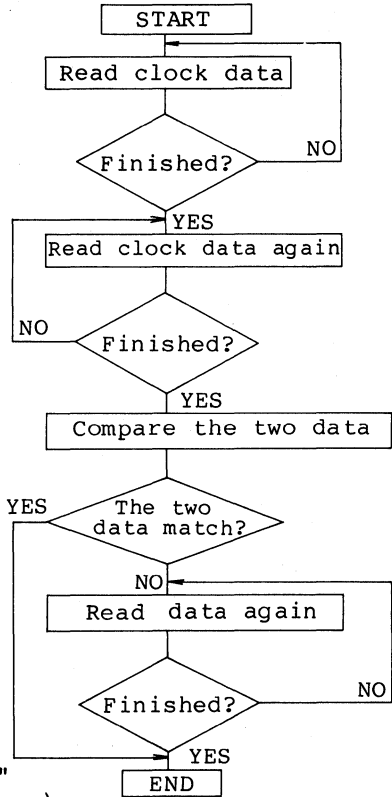 START
Read clock data
Finished?
NO
YES
Read clock data again
NO
Finished?
YES
Compare the two data
YES
The two
data match?
NO
Read data again
NO
Finished?
YES
"
END
)